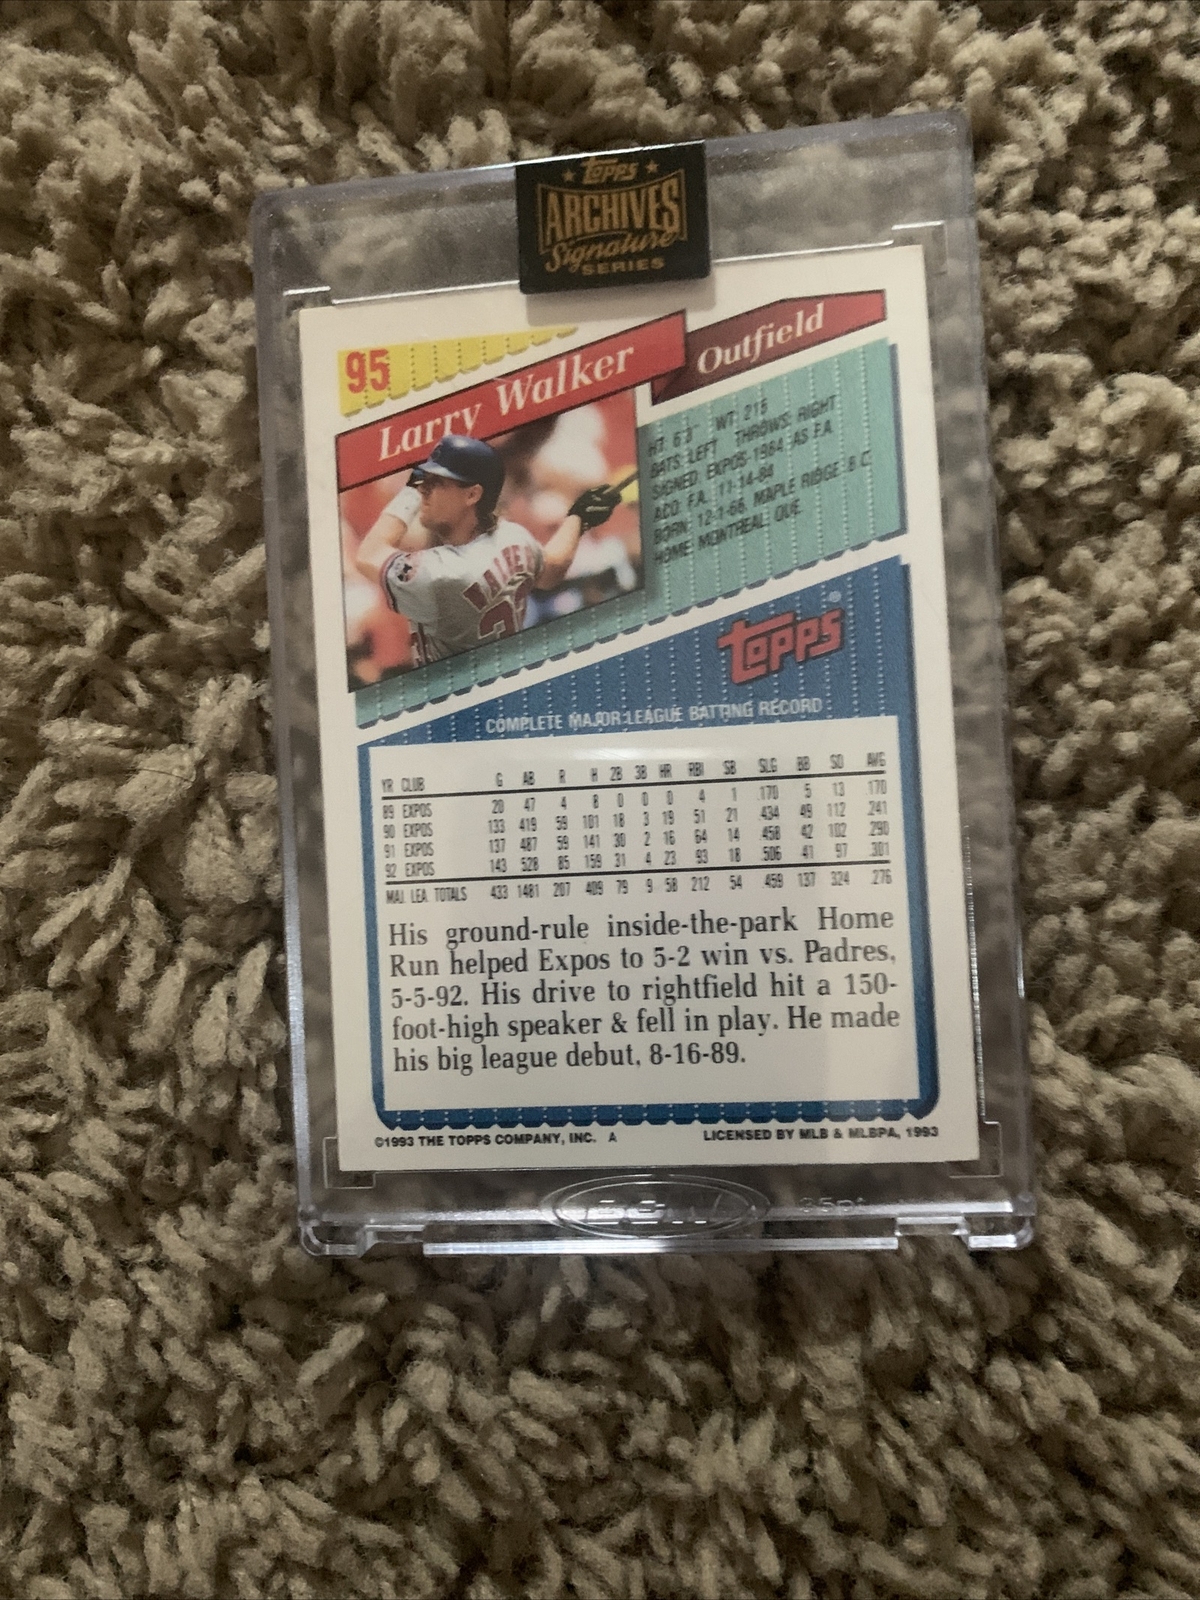 Topps
ARCHIVES
Signature
SERIES
95
Larry Walker
Outfield
HT: 6'3" WT: 215
BATS: LEFT THROWS: RIGHT
SIGNED: EXPOS-1984, AS F.A.
ACQ: F.A., 11-14-84
BORN: 12-1-66, MAPLE RIDGE, B.C.
HOME: MONTREAL, QUE.
WALKER
33
Topps®
COMPLETE MAJOR LEAGUE BATTING RECORD
YR CLUB G AB R H 2B 3B HR RBI SB SLG BB SO AVG
89 EXPOS 20 47 4 8 0 0 0 4 1 .170 5 13 .170
90 EXPOS 133 419 59 101 18 3 19 51 21 .434 49 112 .241
91 EXPOS 137 487 59 141 30 2 16 64 14 .458 42 102 .290
92 EXPOS 143 528 85 159 31 4 23 93 18 .506 41 97 .301
MAJ. LEA. TOTALS 433 1481 207 409 79 9 58 212 54 .459 137 324 .276
His ground-rule inside-the-park Home
Run helped Expos to 5-2 win vs. Padres,
5-5-92. His drive to rightfield hit a 150-
foot-high speaker & fell in play. He made
his big league debut, 8-16-89.
©1993 THE TOPPS COMPANY, INC. A
LICENSED BY MLB & MLBPA, 1993
35pt